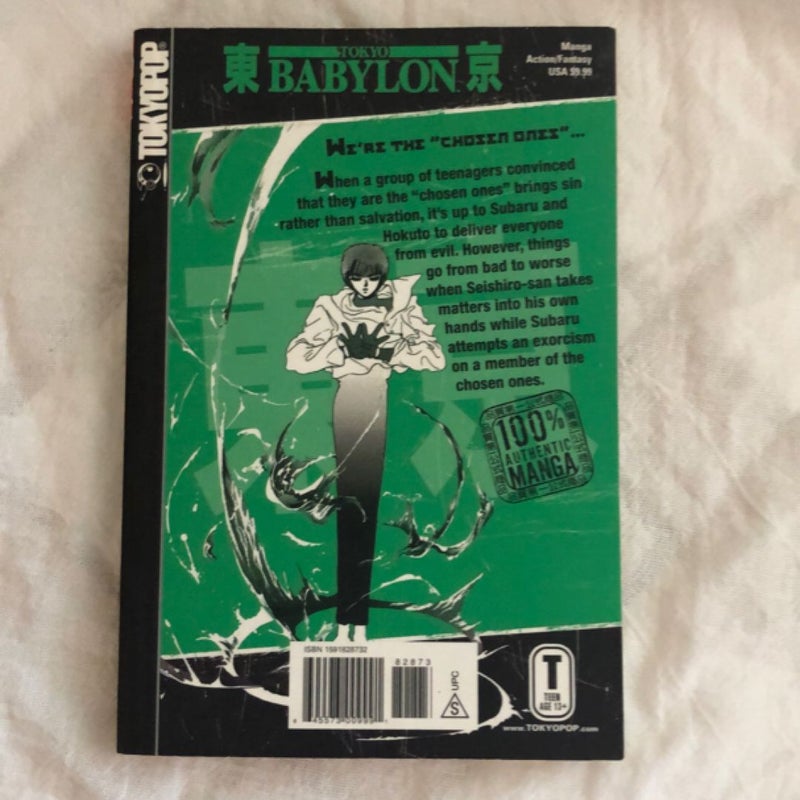 TOKYOPOP®
東 TOKYO BABYLON 京
Manga
Action/Fantasy
USA $9.99
WE'RE THE "CHOSEN ONES"...
When a group of teenagers convinced
that they are the "chosen ones" brings sin
rather than salvation, it's up to Subaru and
Hokuto to deliver everyone
from evil. However, things
go from bad to worse
when Seishiro-san takes
matters into his own
hands while Subaru
attempts an exorcism
on a member of the
chosen ones.
100%
AUTHENTIC
MANGA
ISBN 1591828732
02873
45573 00999
S UPC
T
TEEN
AGE 13+
www.TOKYOPOP.com